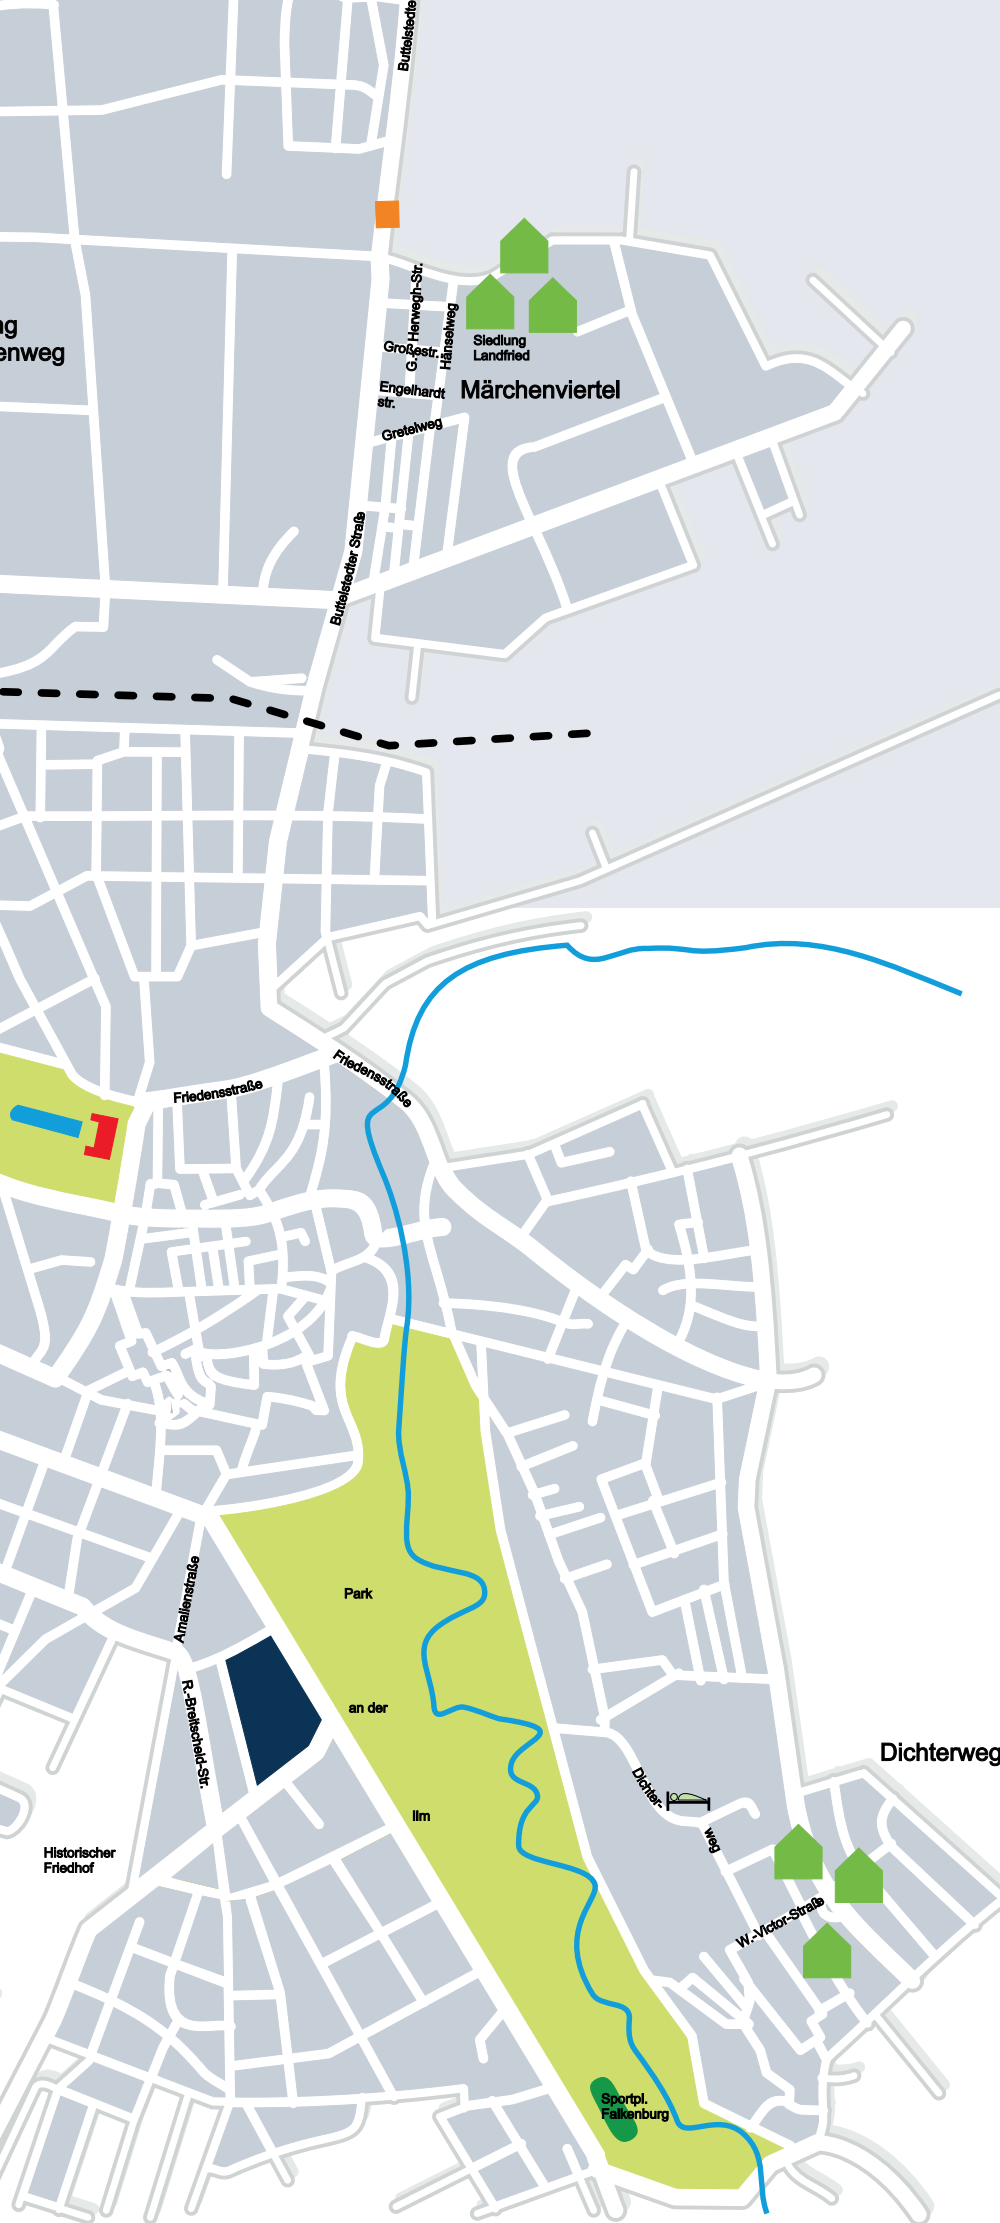 Buttelstedte
ng
enweg
G.-Herwegh-Str.
Hänselweg
Großestr.
Siedlung
Landfried
Engelhardt
str.
Märchenviertel
Gretelweg
Buttelstedter Straße
Friedensstraße
Friedensstraße
Amalienstraße
Park
R.-Breitscheid-Str.
an der
Dichterweg
Dichter-
weg
Ilm
Historischer
Friedhof
W.-Victor-Straße
Sportpl.
Falkenburg